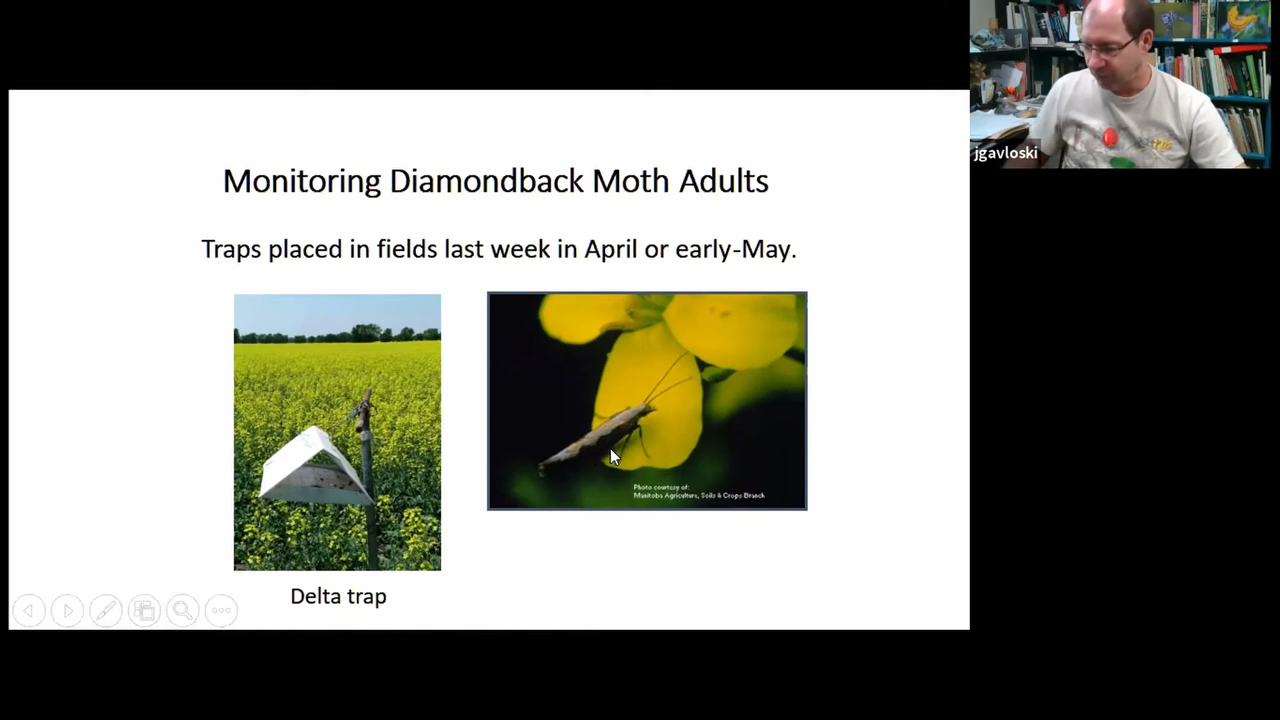 jgavloski
Monitoring Diamondback Moth Adults
Traps placed in fields last week in April or early-May.
Photo courtesy of:
Manitoba Agriculture, Soils & Crops Branch
Delta trap